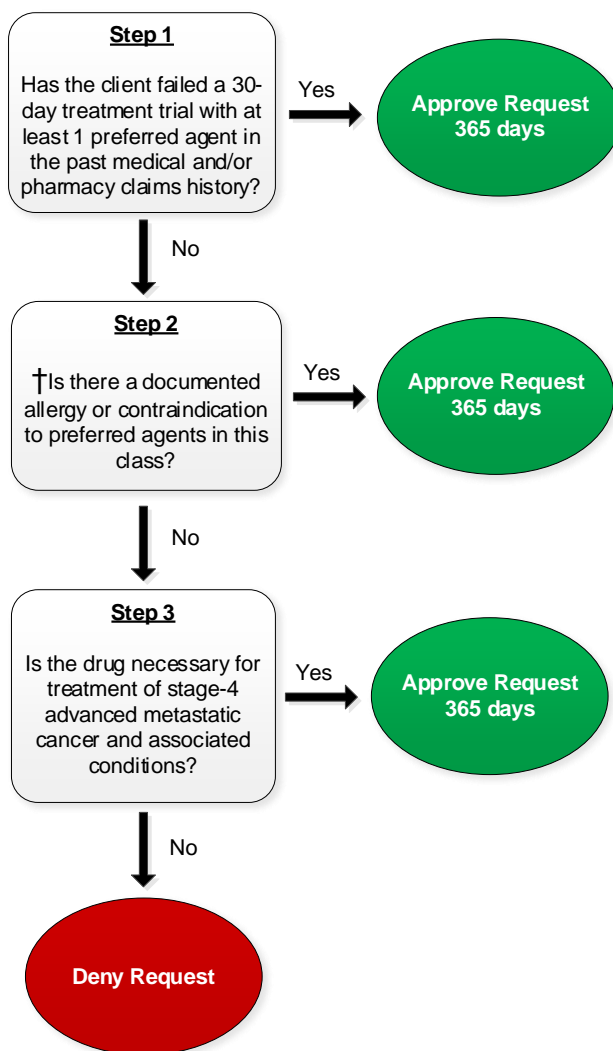 Step 1
Has the client failed a 30-
day treatment trial with at
least 1 preferred agent in
the past medical and/or
pharmacy claims history?
Yes
Approve Request
365 days
No
Step 2
†Is there a documented
allergy or contraindication
to preferred agents in this
class?
Yes
Approve Request
365 days
No
Step 3
Is the drug necessary for
treatment of stage-4
advanced metastatic
cancer and associated
conditions?
Yes
Approve Request
365 days
No
Deny Request